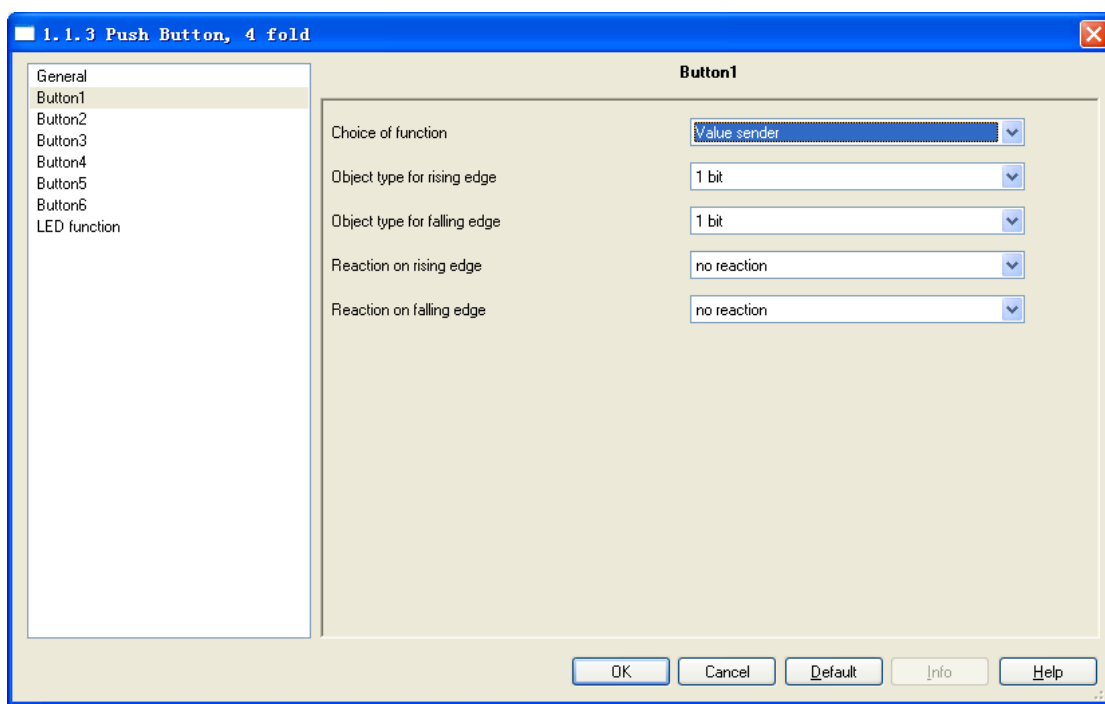 1.1.3 Push Button, 4 fold
General
Button1
Button2
Button3
Button4
Button5
Button6
LED function
Button1
Choice of function Value sender
Object type for rising edge 1 bit
Object type for falling edge 1 bit
Reaction on rising edge no reaction
Reaction on falling edge no reaction
OK Cancel Default Info Help